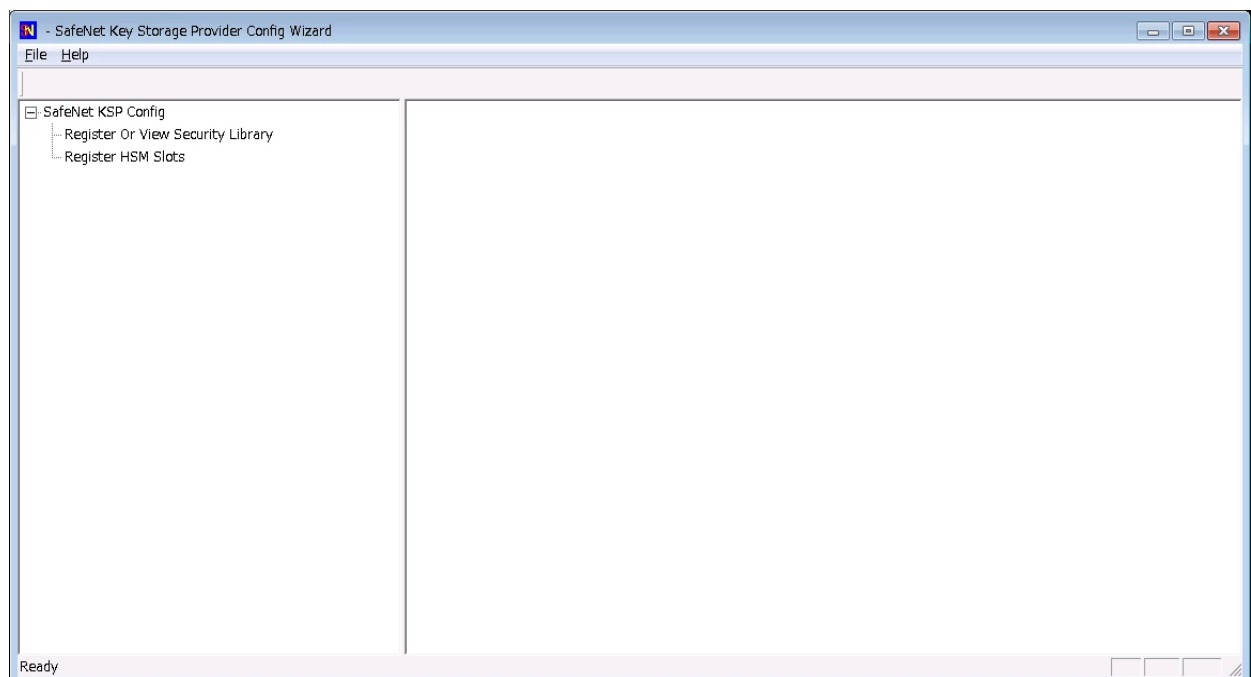 - SafeNet Key Storage Provider Config Wizard
File Help
SafeNet KSP Config
Register Or View Security Library
Register HSM Slots
Ready